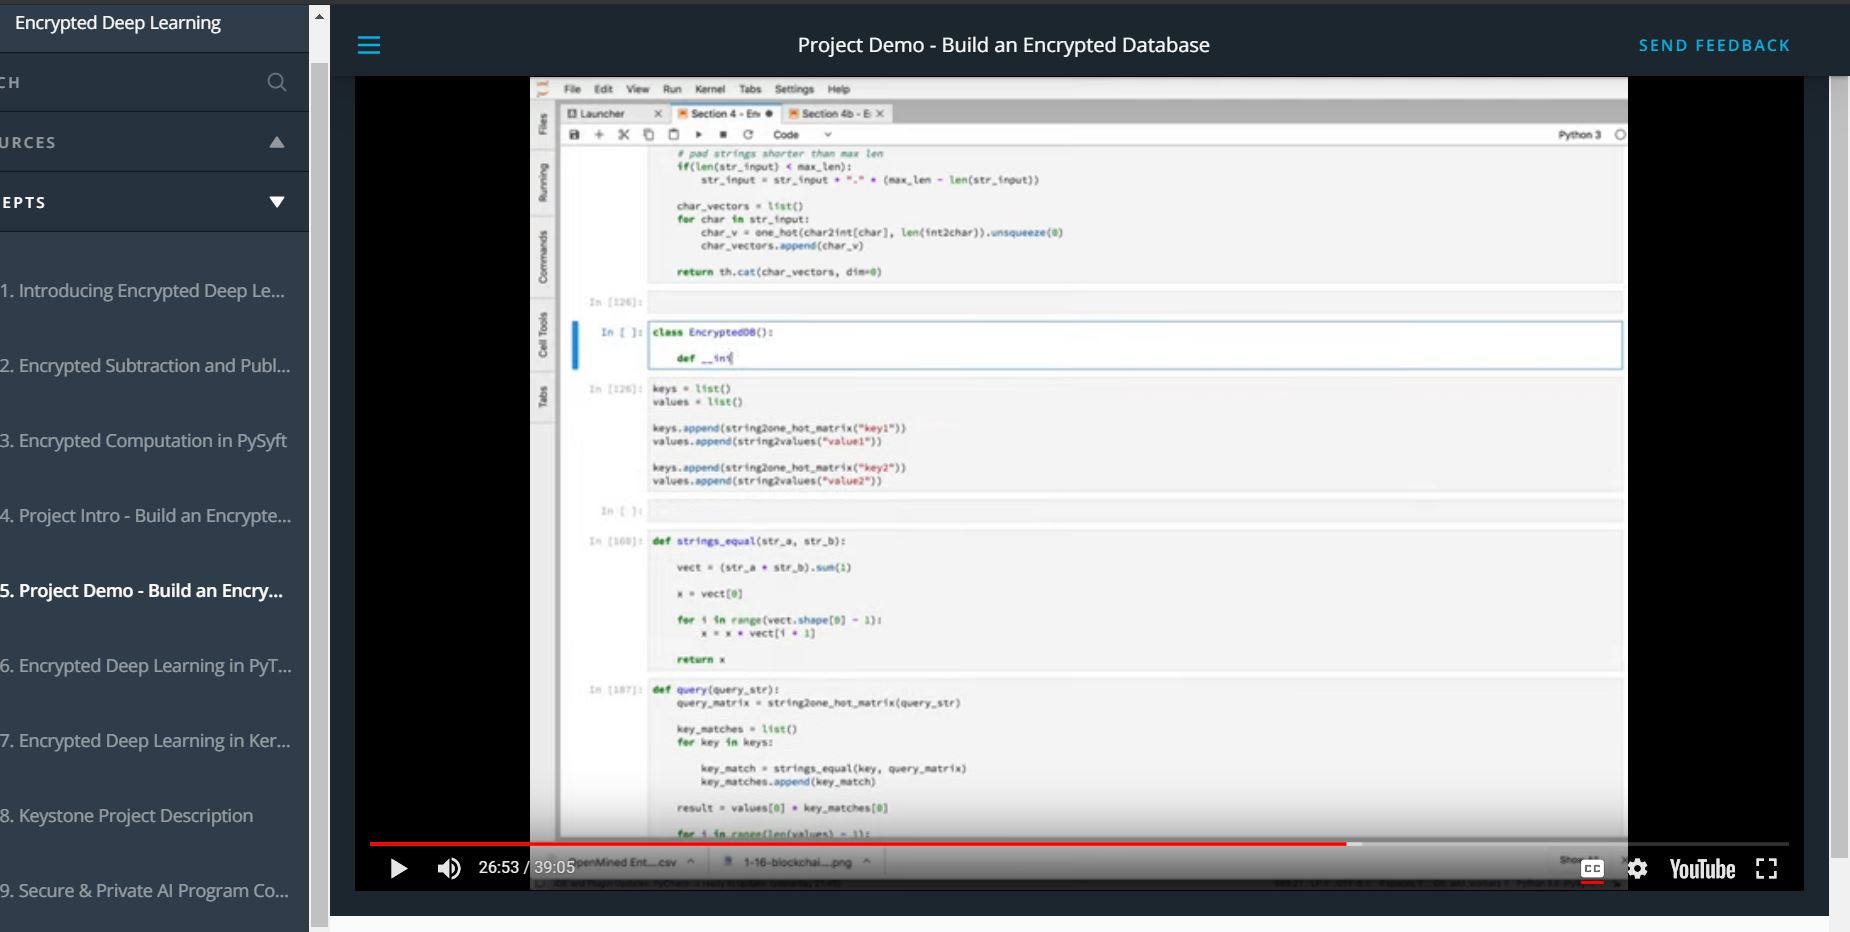 Encrypted Deep Learning
CH
URCES
EPTS
1. Introducing Encrypted Deep Le...
2. Encrypted Subtraction and Publ...
3. Encrypted Computation in PySyft
4. Project Intro - Build an Encrypte...
5. Project Demo - Build an Encry...
6. Encrypted Deep Learning in PyT...
7. Encrypted Deep Learning in Ker...
8. Keystone Project Description
9. Secure & Private AI Program Co...
Project Demo - Build an Encrypted Database
SEND FEEDBACK
File Edit View Run Kernel Tabs Settings Help
Files
Running
Commands
Cell Tools
Tabs
Launcher
Section 4 - En
Section 4b - E
Code
Python 3
# pad strings shorter than max len
if(len(str_input) < max_len):
str_input = str_input + "." * (max_len - len(str_input))
char_vectors = list()
for char in str_input:
char_v = one_hot(char2int[char], len(int2char)).unsqueeze(0)
char_vectors.append(char_v)
return th.cat(char_vectors, dim=0)
In [126]:
In [ ]: class EncryptedDB():
def __ini
In [126]: keys = list()
values = list()
keys.append(string2one_hot_matrix("key1"))
values.append(string2values("value1"))
keys.append(string2one_hot_matrix("key2"))
values.append(string2values("value2"))
In [ ]:
In [160]: def strings_equal(str_a, str_b):
vect = (str_a * str_b).sum(1)
x = vect[0]
for i in range(vect.shape[0] - 1):
x = x * vect[i + 1]
return x
In [187]: def query(query_str):
query_matrix = string2one_hot_matrix(query_str)
key_matches = list()
for key in keys:
key_match = strings_equal(key, query_matrix)
key_matches.append(key_match)
result = values[0] * key_matches[0]
for i in range(len(values) - 1):
26:53 / 39:05
OpenMined Ent....csv
1-16-blockchai....png
CC
YouTube